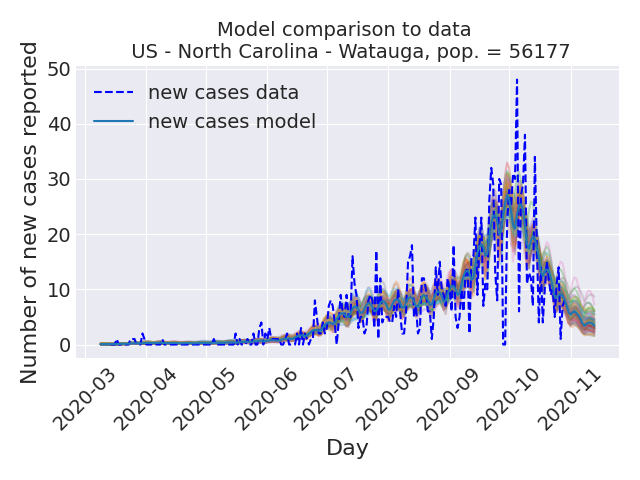 Model comparison to data
US - North Carolina - Watauga, pop. = 56177
Number of new cases reported
50
40
30
20
10
0
new cases data
new cases model
2020-03
2020-04
2020-05
2020-06
2020-07
2020-08
2020-09
2020-10
2020-11
Day